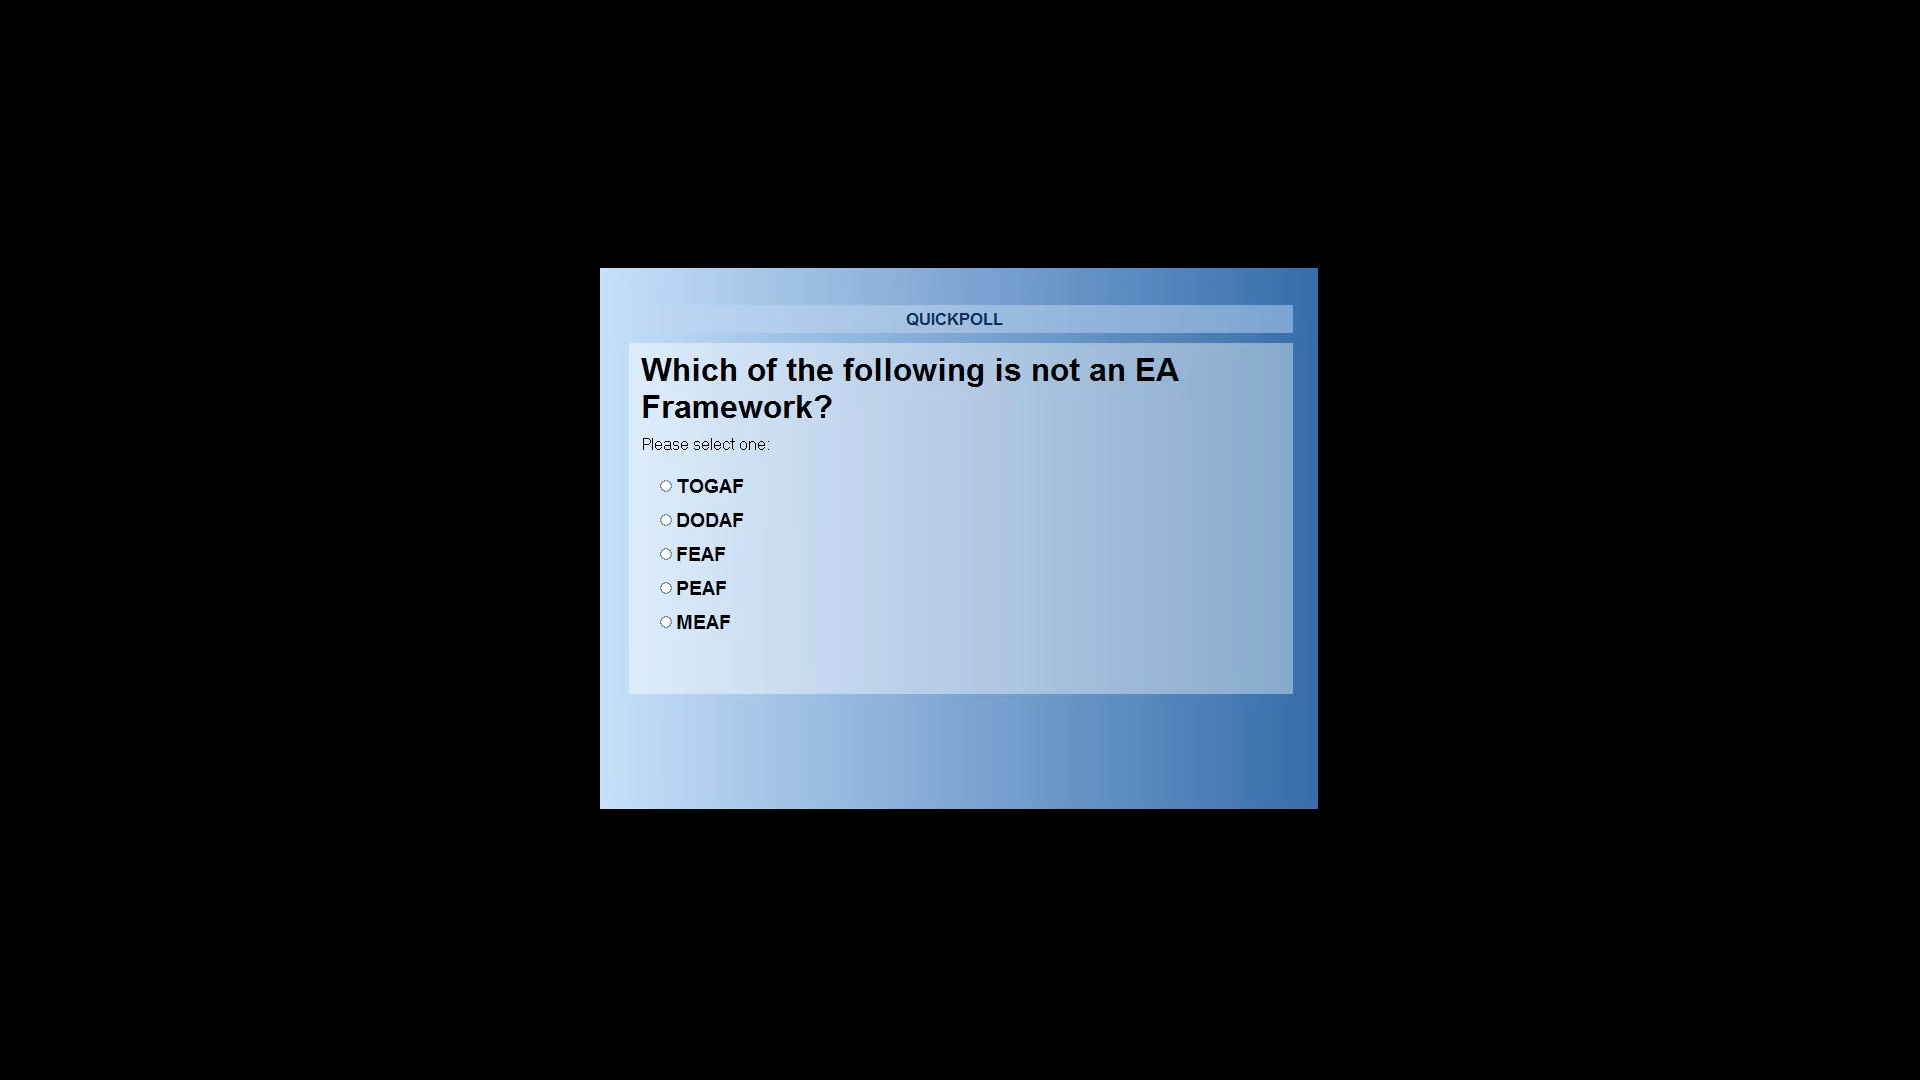 QUICKPOLL
Which of the following is not an EA
Framework?
Please select one:
TOGAF
DODAF
FEAF
PEAF
MEAF